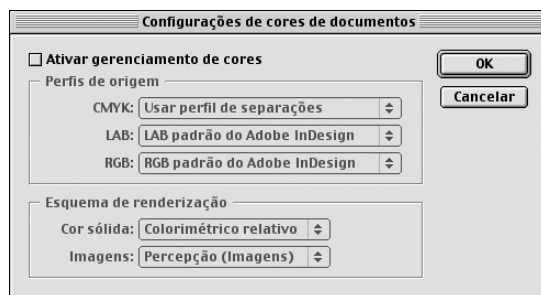 Configurações de cores de documentos
Ativar gerenciamento de cores
OK
Perfis de origem
Cancelar
CMYK: Usar perfil de separações
LAB: LAB padrão do Adobe InDesign
RGB: RGB padrão do Adobe InDesign
Esquema de renderização
Cor sólida: Colorimétrico relativo
Imagens: Percepção (Imagens)